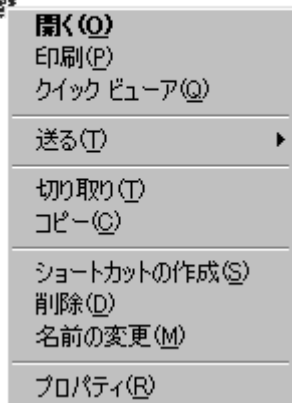 開く(O)
印刷(P)
クイック ビューア(Q)
送る(T)
切り取り(T)
コピー(C)
ショートカットの作成(S)
削除(D)
名前の変更(M)
プロパティ(R)